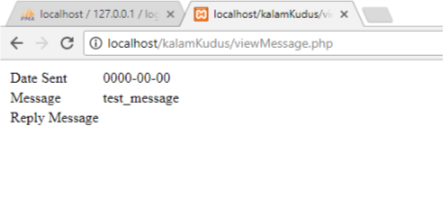 localhost / 127.0.0.1 / log
localhost/kalamKudus/vi
localhost/kalamKudus/viewMessage.php
Date Sent 0000-00-00
Message test_message
Reply Message